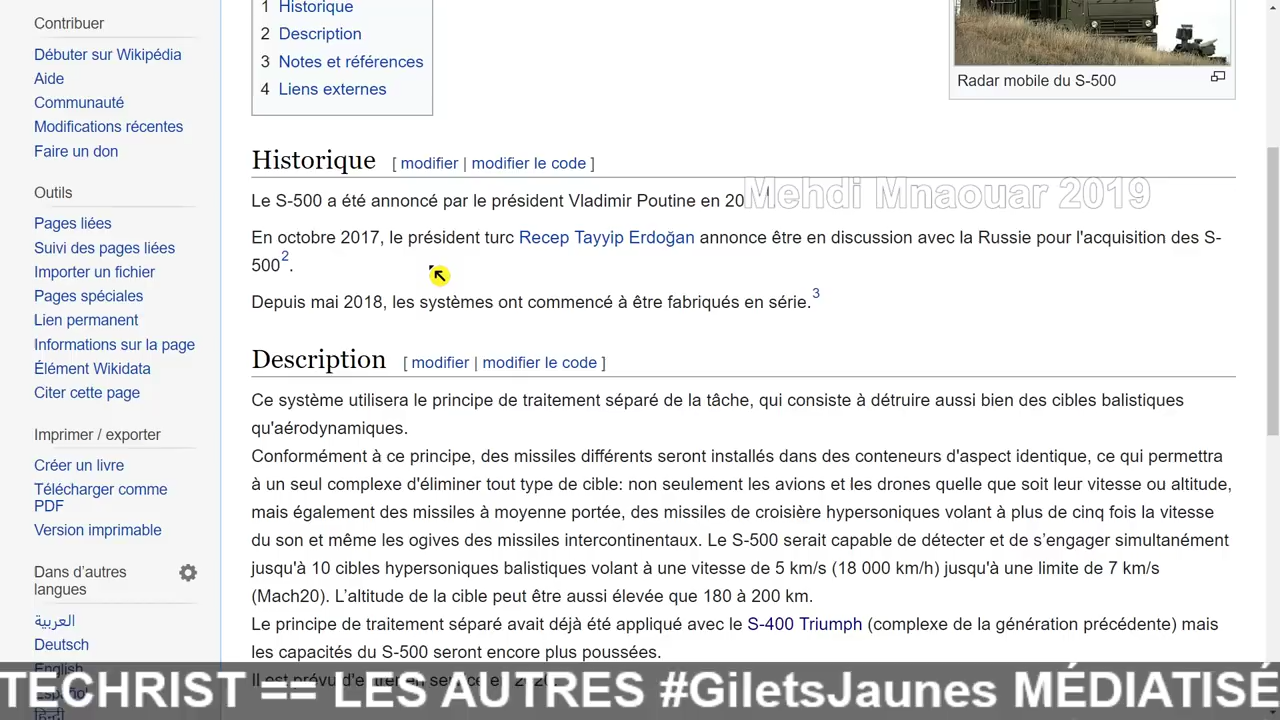 Contribuer
Débuter sur Wikipédia
Aide
Communauté
Modifications récentes
Faire un don
Outils
Pages liées
Suivi des pages liées
Importer un fichier
Pages spéciales
Lien permanent
Informations sur la page
Élément Wikidata
Citer cette page
Imprimer / exporter
Créer un livre
Télécharger comme
PDF
Version imprimable
Dans d'autres
langues
العربية
Deutsch
English
Español
1 Historique
2 Description
3 Notes et références
4 Liens externes
Radar mobile du S-500
Historique [ modifier | modifier le code ]
Le S-500 a été annoncé par le président Vladimir Poutine en 20
Mehdi Mnaouar 2019
En octobre 2017, le président turc Recep Tayyip Erdoğan annonce être en discussion avec la Russie pour l'acquisition des S-
500².
Depuis mai 2018, les systèmes ont commencé à être fabriqués en série.³
Description [ modifier | modifier le code ]
Ce système utilisera le principe de traitement séparé de la tâche, qui consiste à détruire aussi bien des cibles balistiques
qu'aérodynamiques.
Conformément à ce principe, des missiles différents seront installés dans des conteneurs d'aspect identique, ce qui permettra
à un seul complexe d'éliminer tout type de cible: non seulement les avions et les drones quelle que soit leur vitesse ou altitude,
mais également des missiles à moyenne portée, des missiles de croisière hypersoniques volant à plus de cinq fois la vitesse
du son et même les ogives des missiles intercontinentaux. Le S-500 serait capable de détecter et de s’engager simultanément
jusqu'à 10 cibles hypersoniques balistiques volant à une vitesse de 5 km/s (18 000 km/h) jusqu'à une limite de 7 km/s
(Mach20). L’altitude de la cible peut être aussi élevée que 180 à 200 km.
Le principe de traitement séparé avait déjà été appliqué avec le S-400 Triumph (complexe de la génération précédente) mais
les capacités du S-500 seront encore plus poussées.
Il est prévu d'entrer en service en
TECHRIST == LES AUTRES #GiletsJaunes MÉDIATISÉ